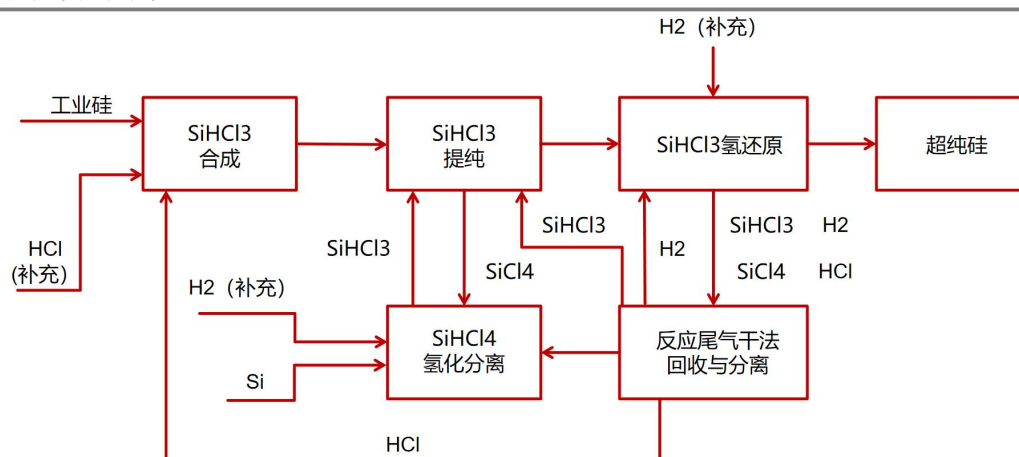 H2（补充）
工业硅
SiHCl3
合成
SiHCl3
提纯
SiHCl3氢还原
超纯硅
HCl
(补充）
SiHCl3
SiCl4
SiHCl3
H2
SiHCl3 H2
SiCl4 HCl
H2（补充）
Si
SiHCl4
氢化分离
反应尾气干法
回收与分离
HCl